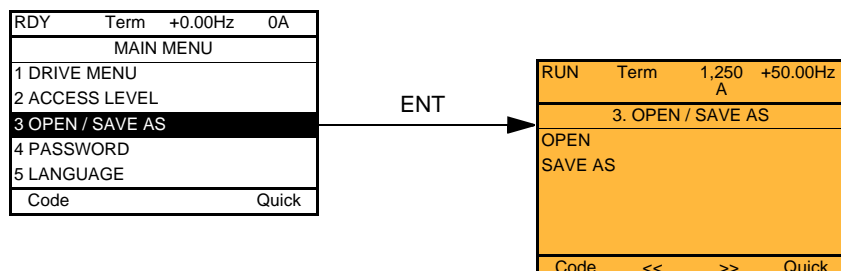 RDY Term +0.00Hz 0A
MAIN MENU
1 DRIVE MENU
2 ACCESS LEVEL
3 OPEN / SAVE AS
4 PASSWORD
5 LANGUAGE
Code Quick
ENT
RUN Term 1,250 +50.00Hz
A
3. OPEN / SAVE AS
OPEN
SAVE AS
Code << >> Quick